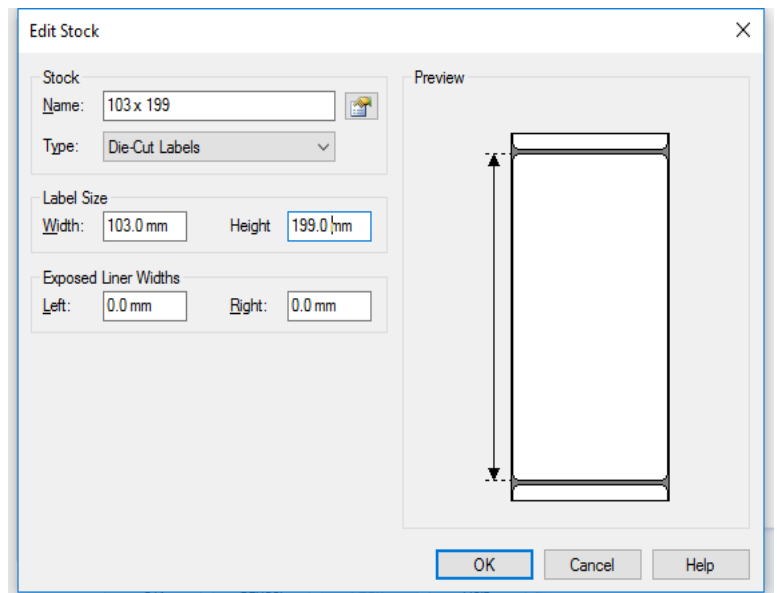 Edit Stock
Stock
Name: 103 x 199
Type: Die-Cut Labels
Label Size
Width: 103.0 mm Height 199.0 mm
Exposed Liner Widths
Left: 0.0 mm Right: 0.0 mm
Preview
OK Cancel Help